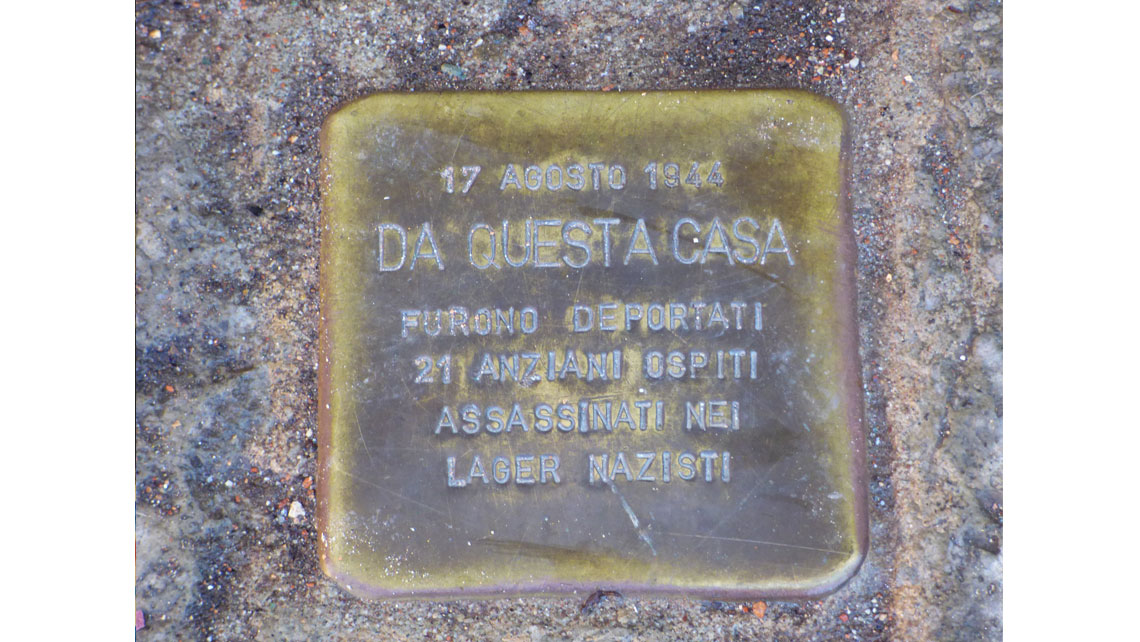 17 AGOSTO 1944
DA QUESTA CASA
FURONO DEPORTATI
21 ANZIANI OSPITI
ASSASSINATI NEI
LAGER NAZISTI